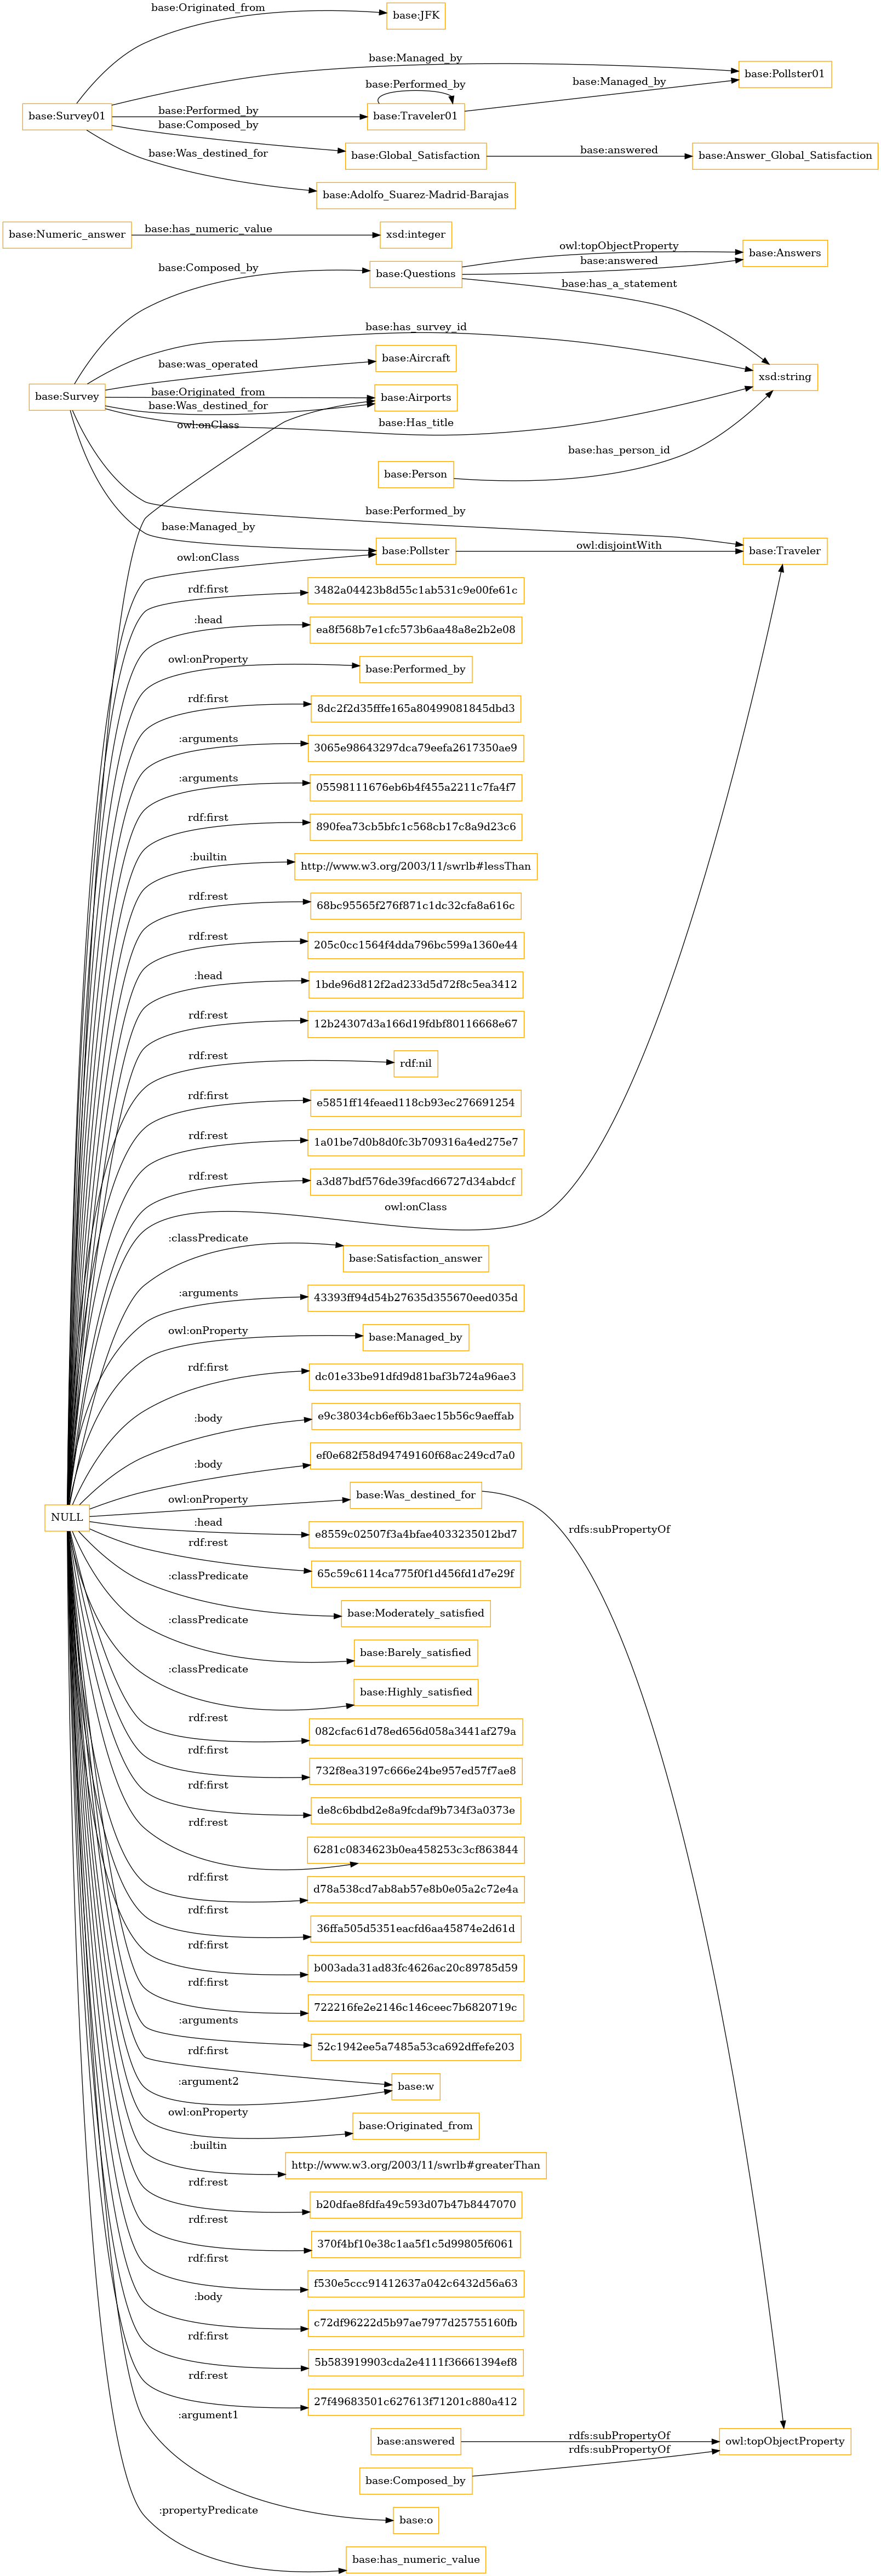 base:Originated_from
base:JFK
base:Managed_by
base:Pollster01
base:Performed_by
base:Managed_by
base:Survey01
base:Performed_by
base:Traveler01
base:Composed_by
base:Global_Satisfaction
base:answered
base:Answer_Global_Satisfaction
base:Was_destined_for
base:Adolfo_Suarez-Madrid-Barajas
base:Numeric_answer
base:has_numeric_value
xsd:integer
owl:topObjectProperty
base:Answers
base:Composed_by
base:Questions
base:answered
base:has_a_statement
base:has_survey_id
base:was_operated
base:Aircraft
xsd:string
base:Survey
base:Originated_from
base:Airports
base:Was_destined_for
owl:onClass
base:Has_title
base:Person
base:has_person_id
base:Performed_by
base:Managed_by
base:Pollster
owl:disjointWith
base:Traveler
owl:onClass
rdf:first
3482a04423b8d55c1ab531c9e00fe61c
:head
ea8f568b7e1cfc573b6aa48a8e2b2e08
owl:onProperty
base:Performed_by
rdf:first
8dc2f2d35fffe165a80499081845dbd3
:arguments
3065e98643297dca79eefa2617350ae9
:arguments
05598111676eb6b4f455a2211c7fa4f7
rdf:first
890fea73cb5bfc1c568cb17c8a9d23c6
:builtin
http://www.w3.org/2003/11/swrlb#lessThan
rdf:rest
68bc95565f276f871c1dc32cfa8a616c
rdf:rest
205c0cc1564f4dda796bc599a1360e44
:head
1bde96d812f2ad233d5d72f8c5ea3412
rdf:rest
12b24307d3a166d19fdbf80116668e67
rdf:rest
rdf:nil
rdf:first
e5851ff14feaed118cb93ec276691254
rdf:rest
1a01be7d0b8d0fc3b709316a4ed275e7
rdf:rest
a3d87bdf576de39facd66727d34abdcf
owl:onClass
:classPredicate
base:Satisfaction_answer
:arguments
43393ff94d54b27635d355670eed035d
owl:onProperty
base:Managed_by
rdf:first
dc01e33be91dfd9d81baf3b724a96ae3
:body
e9c38034cb6ef6b3aec15b56c9aeffab
:body
ef0e682f58d94749160f68ac249cd7a0
NULL
owl:onProperty
base:Was_destined_for
rdfs:subPropertyOf
:head
e8559c02507f3a4bfae4033235012bd7
rdf:rest
65c59c6114ca775f0f1d456fd1d7e29f
:classPredicate
base:Moderately_satisfied
:classPredicate
base:Barely_satisfied
:classPredicate
base:Highly_satisfied
rdf:rest
082cfac61d78ed656d058a3441af279a
rdf:first
732f8ea3197c666e24be957ed57f7ae8
rdf:first
de8c6bdbd2e8a9fcdaf9b734f3a0373e
rdf:rest
6281c0834623b0ea458253c3cf863844
rdf:first
d78a538cd7ab8ab57e8b0e05a2c72e4a
rdf:first
36ffa505d5351eacfd6aa45874e2d61d
rdf:first
b003ada31ad83fc4626ac20c89785d59
rdf:first
722216fe2e2146c146ceec7b6820719c
:arguments
52c1942ee5a7485a53ca692dffefe203
rdf:first
base:w
:argument2
owl:onProperty
base:Originated_from
:builtin
http://www.w3.org/2003/11/swrlb#greaterThan
rdf:rest
b20dfae8fdfa49c593d07b47b8447070
rdf:rest
370f4bf10e38c1aa5f1c5d99805f6061
rdf:first
f530e5ccc91412637a042c6432d56a63
:body
c72df96222d5b97ae7977d25755160fb
rdf:first
5b583919903cda2e4111f36661394ef8
rdf:rest
27f49683501c627613f71201c880a412
:argument1
base:answered
rdfs:subPropertyOf
owl:topObjectProperty
rdfs:subPropertyOf
base:Composed_by
base:o
:propertyPredicate
base:has_numeric_value